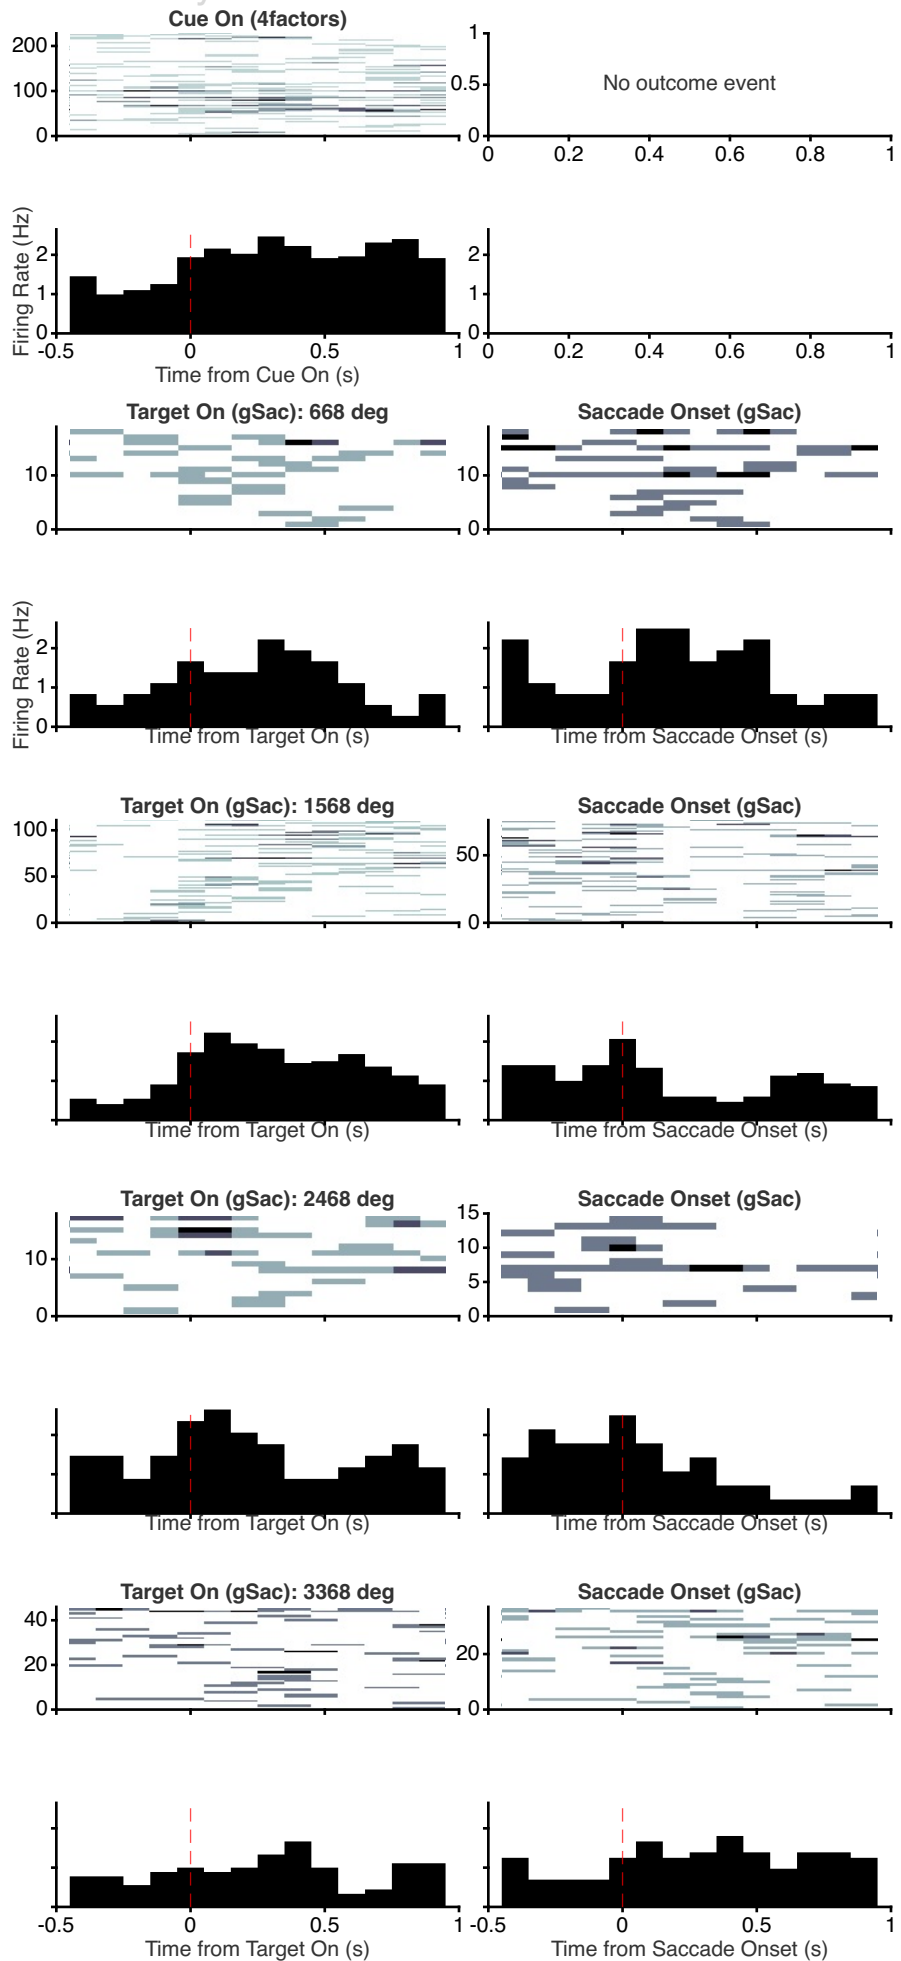 Cue On (4factors)
200
100
0
1
0.5
0
No outcome event
0 0.2 0.4 0.6 0.8 1
Firing Rate (Hz)
2
1
0
-0.5 0 0.5 1
Time from Cue On (s)
2
1
0
0 0.2 0.4 0.6 0.8 1
Target On (gSac): 668 deg
10
0
Saccade Onset (gSac)
10
0
Firing Rate (Hz)
2
1
0
Time from Target On (s)
Time from Saccade Onset (s)
Target On (gSac): 1568 deg
100
50
0
Saccade Onset (gSac)
50
0
Time from Target On (s)
Time from Saccade Onset (s)
Target On (gSac): 2468 deg
10
0
Saccade Onset (gSac)
15
10
5
0
Time from Target On (s)
Time from Saccade Onset (s)
Target On (gSac): 3368 deg
40
20
0
Saccade Onset (gSac)
20
0
-0.5 0 0.5 1
Time from Target On (s)
-0.5 0 0.5 1
Time from Saccade Onset (s)